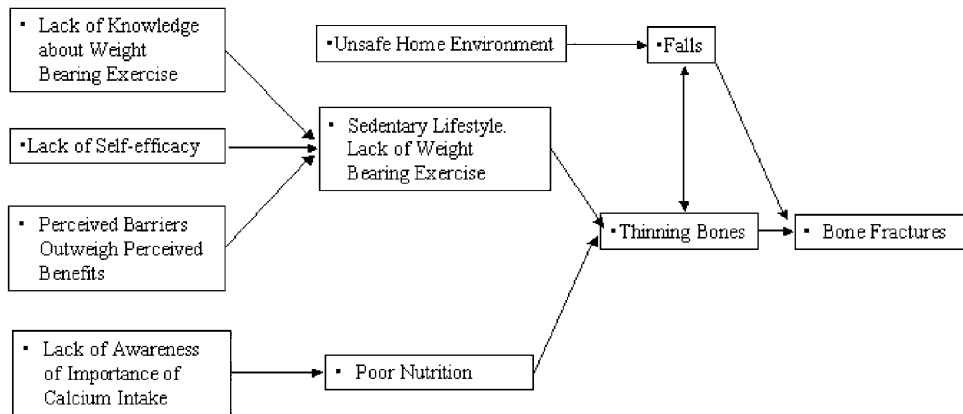 ▪ Lack of Knowledge
about Weight
Bearing Exercise
▪Unsafe Home Environment
▪Falls
▪Lack of Self-efficacy
▪ Sedentary Lifestyle.
Lack of Weight
Bearing Exercise
▪ Perceived Barriers
Outweigh Perceived
Benefits
▪Thinning Bones
▪ Bone Fractures
▪ Lack of Awareness
of Importance of
Calcium Intake
▪ Poor Nutrition